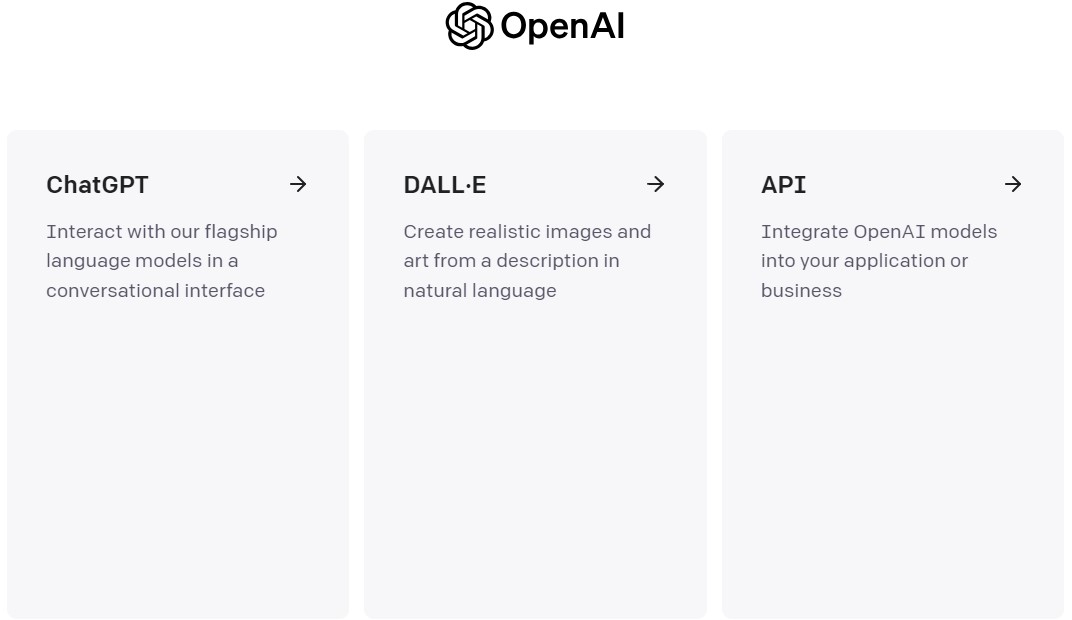 OpenAI
ChatGPT
Interact with our flagship
language models in a
conversational interface
DALL·E
Create realistic images and
art from a description in
natural language
API
Integrate OpenAI models
into your application or
business